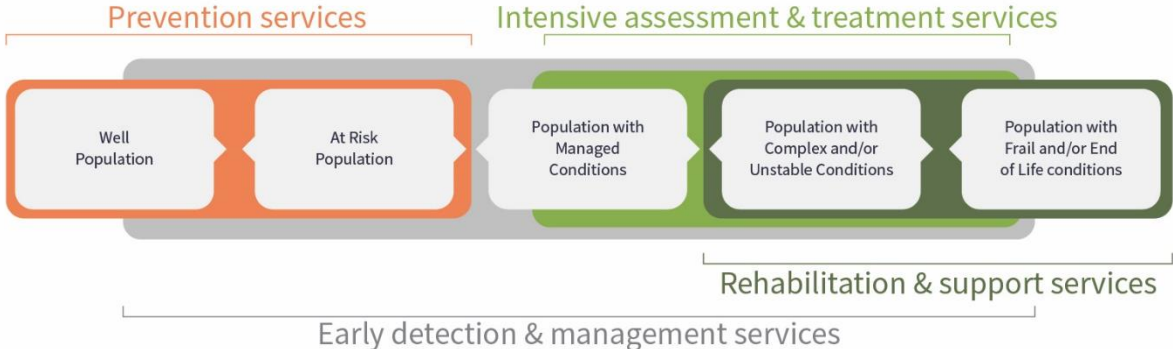 Prevention services
Intensive assessment & treatment services
Well
Population
At Risk
Population
Population with
Managed
Conditions
Population with
Complex and/or
Unstable Conditions
Population with
Frail and/or End
of Life conditions
Rehabilitation & support services
Early detection & management services